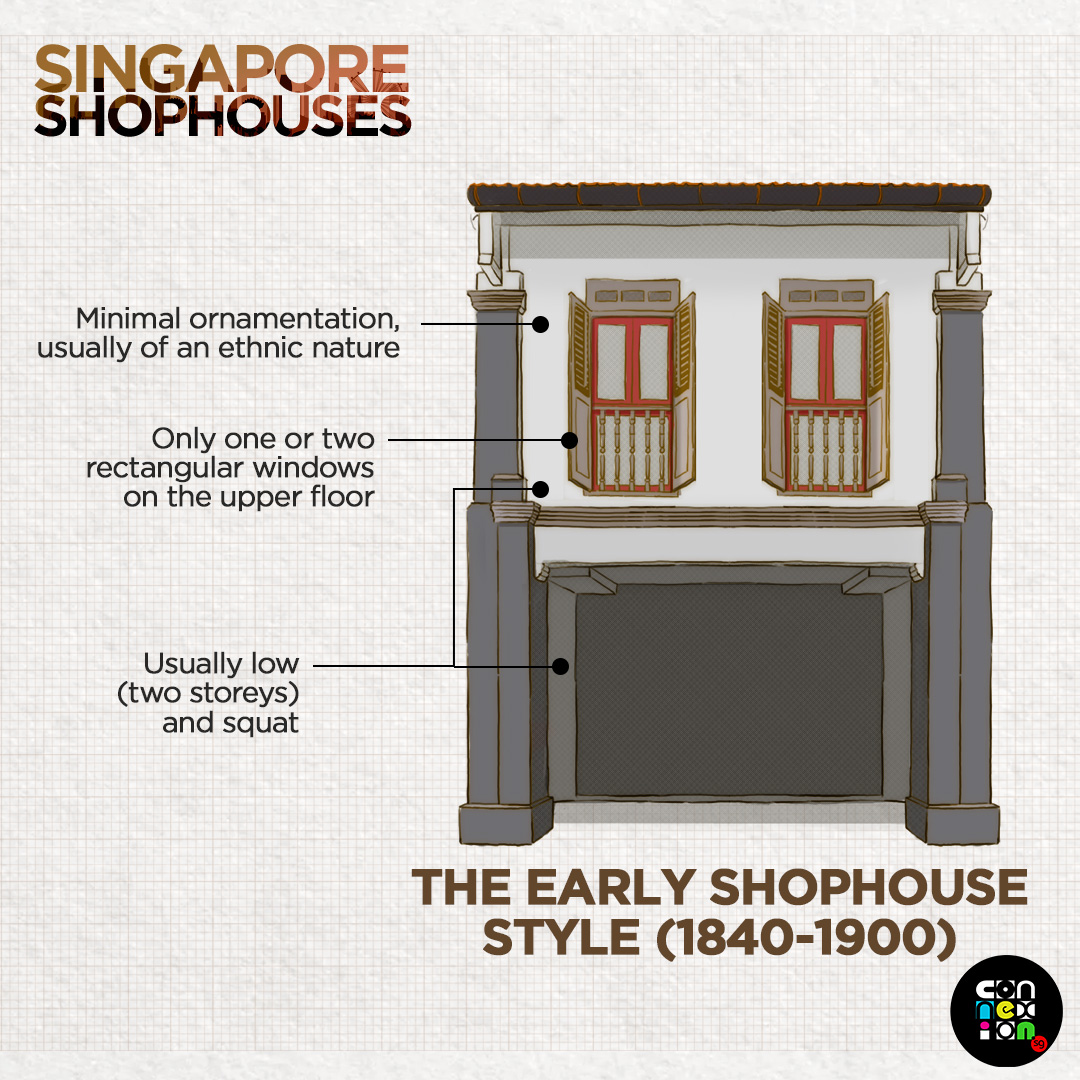 SINGAPORE
SHOPHOUSES
Minimal ornamentation,
usually of an ethnic nature
Only one or two
rectangular windows
on the upper floor
Usually low
(two storeys)
and squat
THE EARLY SHOPHOUSE
STYLE (1840-1900)
con
nex
ion
sg